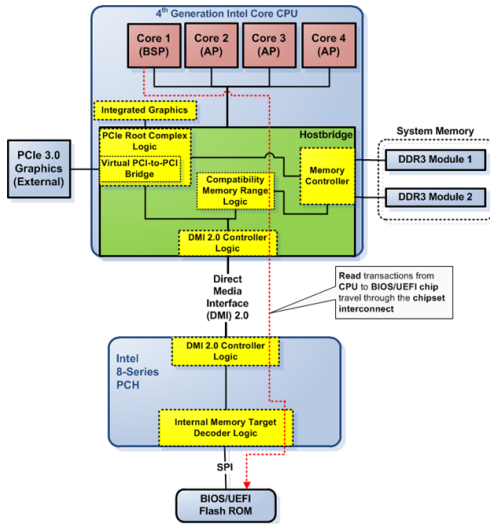 4th Generation Intel Core CPU
Core 1
(BSP)
Core 2
(AP)
Core 3
(AP)
Core 4
(AP)
Integrated Graphics
Hostbridge
PCIe Root Complex
Logic
Virtual PCI-to-PCI
Bridge
PCIe 3.0
Graphics
(External)
Compatibility
Memory Range
Logic
Memory
Controller
System Memory
DDR3 Module 1
DDR3 Module 2
DMI 2.0 Controller
Logic
Direct
Media
Interface
(DMI) 2.0
Read transactions from
CPU to BIOS/UEFI chip
travel through the chipset
interconnect
Intel
8-Series
PCH
DMI 2.0 Controller
Logic
Internal Memory Target
Decoder Logic
SPI
BIOS/UEFI
Flash ROM